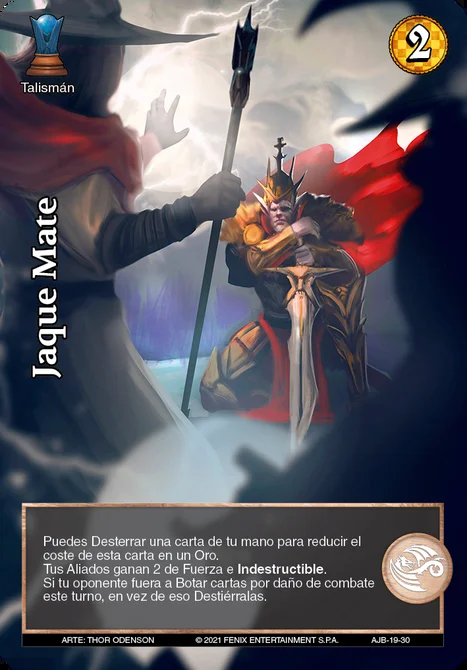 2
Talismán
Jaque Mate
Puedes Desterrar una carta de tu mano para reducir el
coste de esta carta en un Oro.
Tus Aliados ganan 2 de Fuerza e Indestructible.
Si tu oponente fuera a Botar cartas por daño de combate
este turno, en vez de eso Destiérralas.
ARTE: THOR ODENSON © 2021 FENIX ENTERTAINMENT S.P.A. AJB-19-30